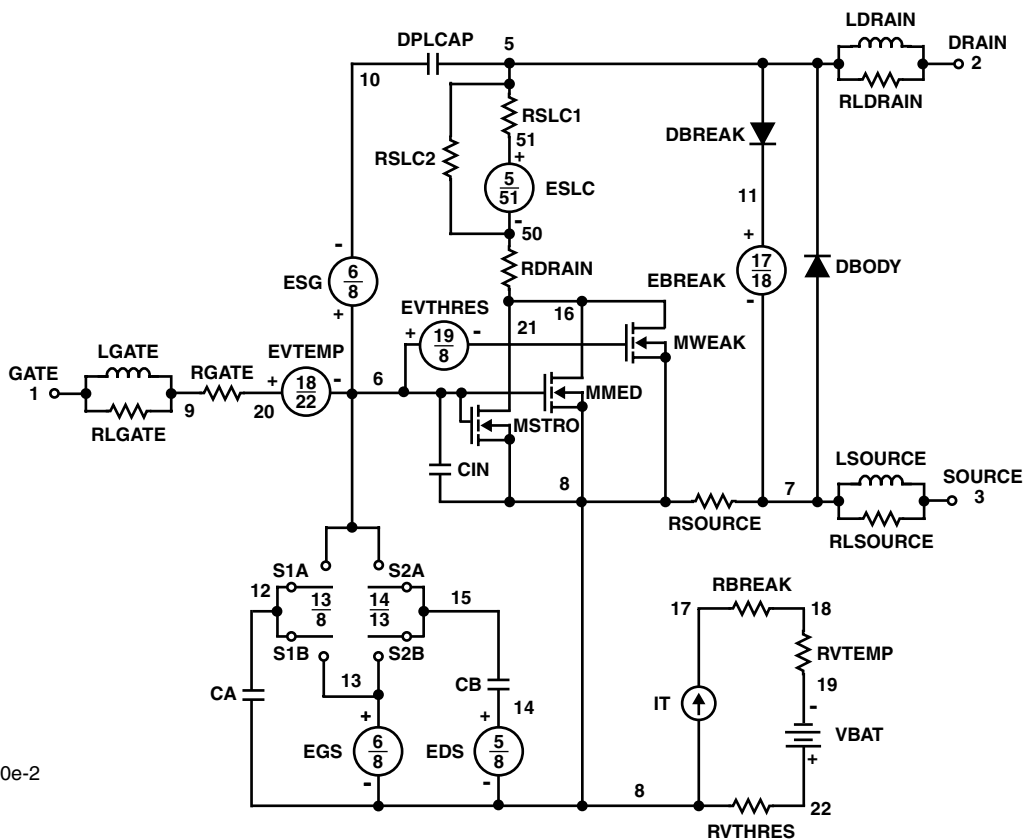 LDRAIN
DPLCAP 5 DRAIN
10 2
RLDRAIN
RSLC1
51
DBREAK
RSLC2 +
5
51
ESLC
11
-
50
+
-
17
18
DBODY
RDRAIN
EBREAK
6
8
ESG
+
-
EVTHRES 16
21
+ 19
8
-
MWEAK
LGATE EVTEMP
GATE RGATE + 18
22
- 6
1
9 20
MMED
RLGATE
MSTRO
CIN
LSOURCE
8 7 SOURCE
3
RSOURCE
RLSOURCE
S1A S2A
12 13
8
14
13
15
RBREAK
17 18
S1B S2B
RVTEMP
13 CB
19
CA
14
IT
-
+ +
VBAT
EGS 6
8
EDS 5
8
+
- -
8
22
RVTHRES
0e-2